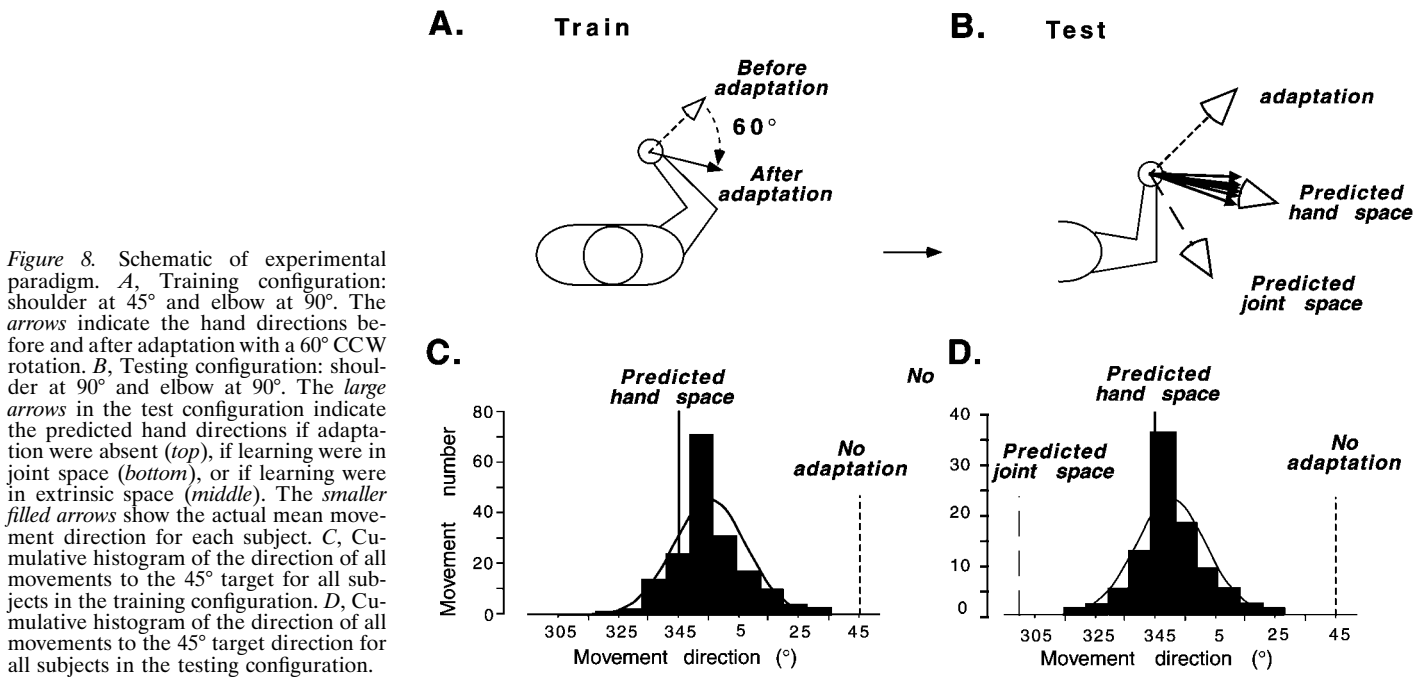 Figure 8. Schematic of experimental
paradigm. A, Training configuration:
shoulder at 45° and elbow at 90°. The
arrows indicate the hand directions be-
fore and after adaptation with a 60° CCW
rotation. B, Testing configuration: shoul-
der at 90° and elbow at 90°. The large
arrows in the test configuration indicate
the predicted hand directions if adapta-
tion were absent (top), if learning were in
joint space (bottom), or if learning were
in extrinsic space (middle). The smaller
filled arrows show the actual mean move-
ment direction for each subject. C, Cu-
mulative histogram of the direction of all
movements to the 45° target for all sub-
jects in the training configuration. D, Cu-
mulative histogram of the direction of all
movements to the 45° target direction for
all subjects in the testing configuration.
A. Train
Before
adaptation
60°
After
adaptation
B. Test
adaptation
Predicted
hand space
Predicted
joint space
C.
Predicted
hand space
No
No
adaptation
Movement number
80
60
40
20
0
305 325 345 5 25 45
Movement direction (°)
D.
Predicted
hand space
Predicted
joint space
No
adaptation
40
30
20
10
0
305 325 345 5 25 45
Movement direction (°)